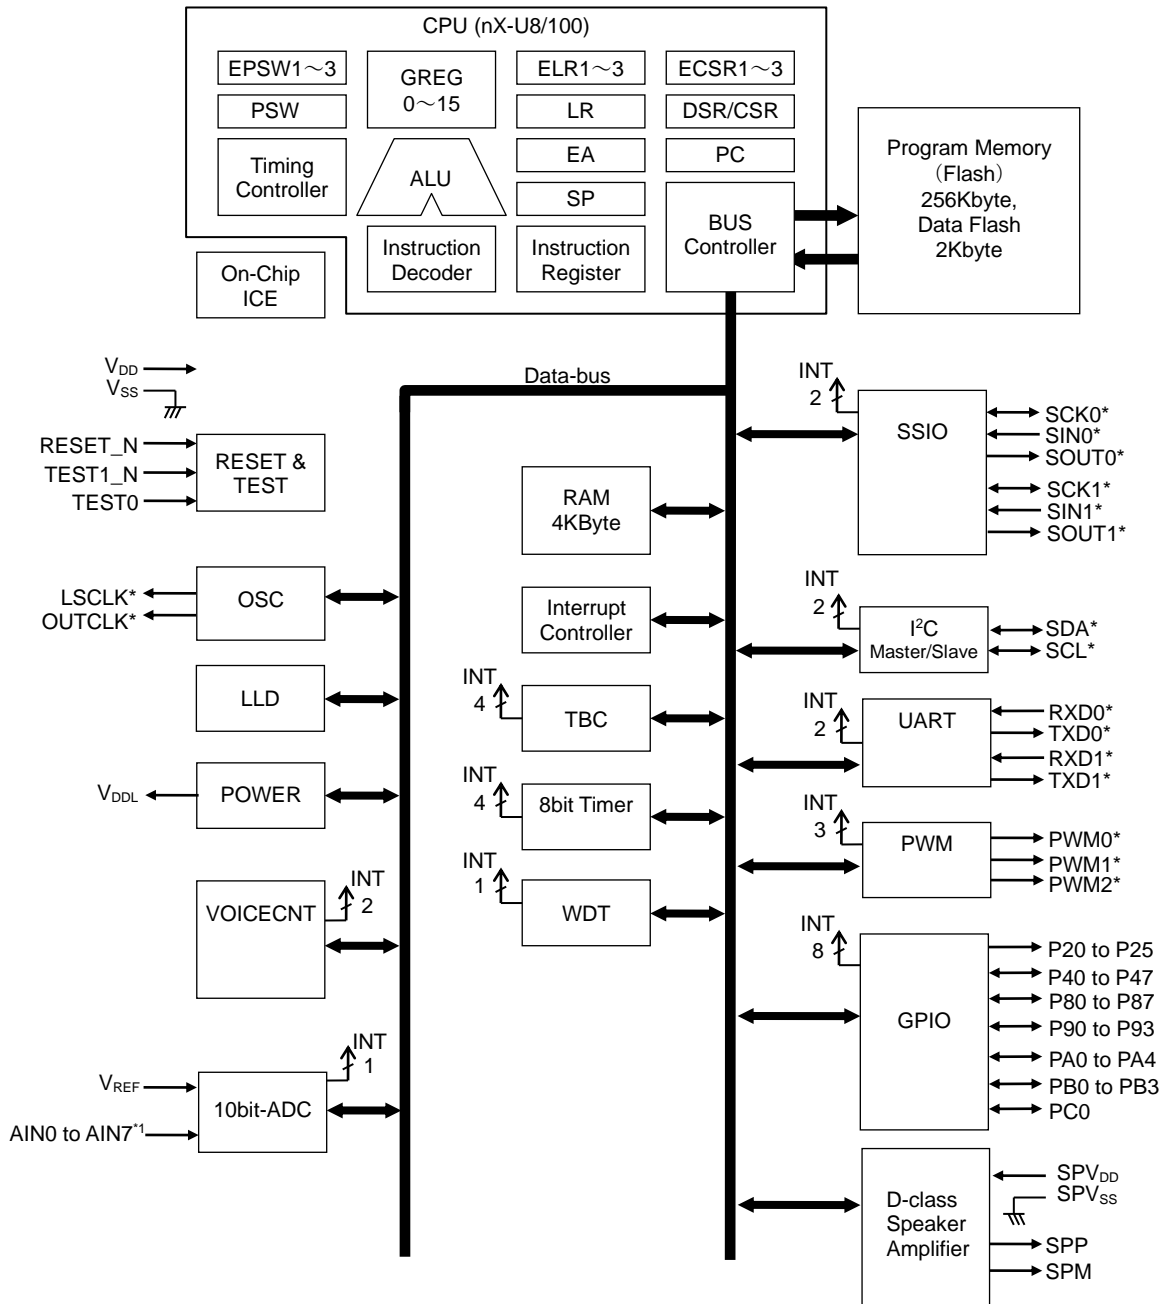 CPU (nX-U8/100)
EPSW1～3
GREG
0～15
ELR1～3
ECSR1～3
PSW
LR
DSR/CSR
Timing
Controller
ALU
EA
PC
SP
BUS
Controller
Instruction
Decoder
Instruction
Register
On-Chip
ICE
Program Memory
（Flash）
256Kbyte,
Data Flash
2Kbyte
VDD
VSS
Data-bus
RESET_N
TEST1_N
TEST0
RESET &
TEST
LSCLK*
OUTCLK*
OSC
LLD
VDDL
POWER
VOICECNT
INT
2
VREF
AIN0 to AIN7*1
10bit-ADC
INT
1
RAM
4KByte
Interrupt
Controller
INT
4
TBC
INT
4
8bit Timer
INT
1
WDT
INT
2
SSIO
SCK0*
SIN0*
SOUT0*
SCK1*
SIN1*
SOUT1*
INT
2
I²C
Master/Slave
SDA*
SCL*
INT
2
UART
RXD0*
TXD0*
RXD1*
TXD1*
INT
3
PWM
PWM0*
PWM1*
PWM2*
INT
8
GPIO
P20 to P25
P40 to P47
P80 to P87
P90 to P93
PA0 to PA4
PB0 to PB3
PC0
D-class
Speaker
Amplifier
SPVDD
SPVSS
SPP
SPM